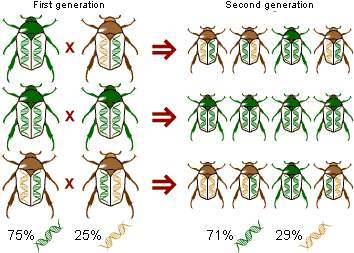 First generation
Second generation
x
x
x
75% 25% 71% 29%